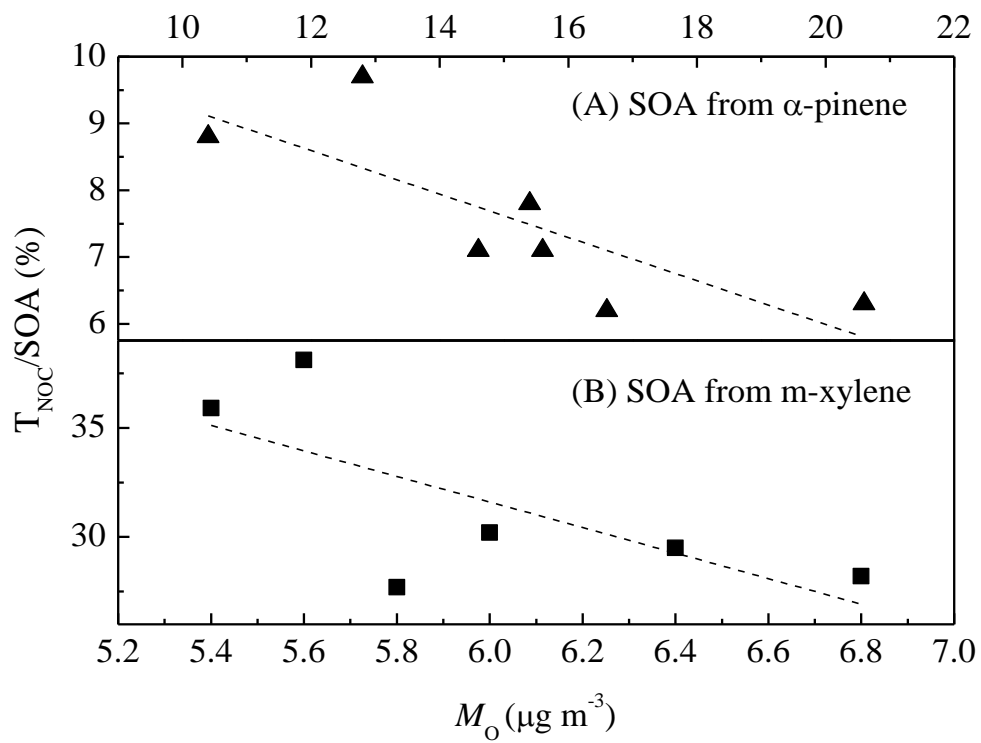 10 12 14 16 18 20 22
10
(A) SOA from α-pinene
9
8
7
6
T_NOC/SOA (%)
(B) SOA from m-xylene
35
30
5.2 5.4 5.6 5.8 6.0 6.2 6.4 6.6 6.8 7.0
M_O (μg m^-3)